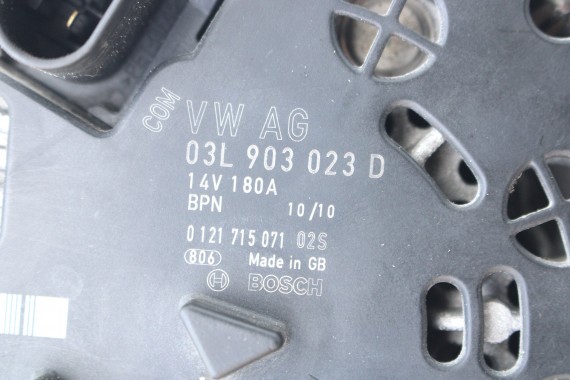 COM
VW AG
03L 903 023 D
14V 180A
BPN 10/10
0 121 715 071 02S
806 Made in GB
BOSCH